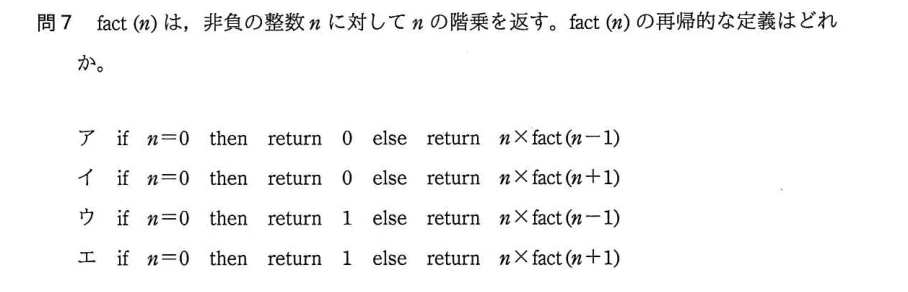 問7 fact (n) は，非負の整数 n に対して n の階乗を返す。fact (n) の再帰的な定義はどれ
か。
ア if n＝0 then return 0 else return n×fact(n－1)
イ if n＝0 then return 0 else return n×fact(n＋1)
ウ if n＝0 then return 1 else return n×fact(n－1)
エ if n＝0 then return 1 else return n×fact(n＋1)